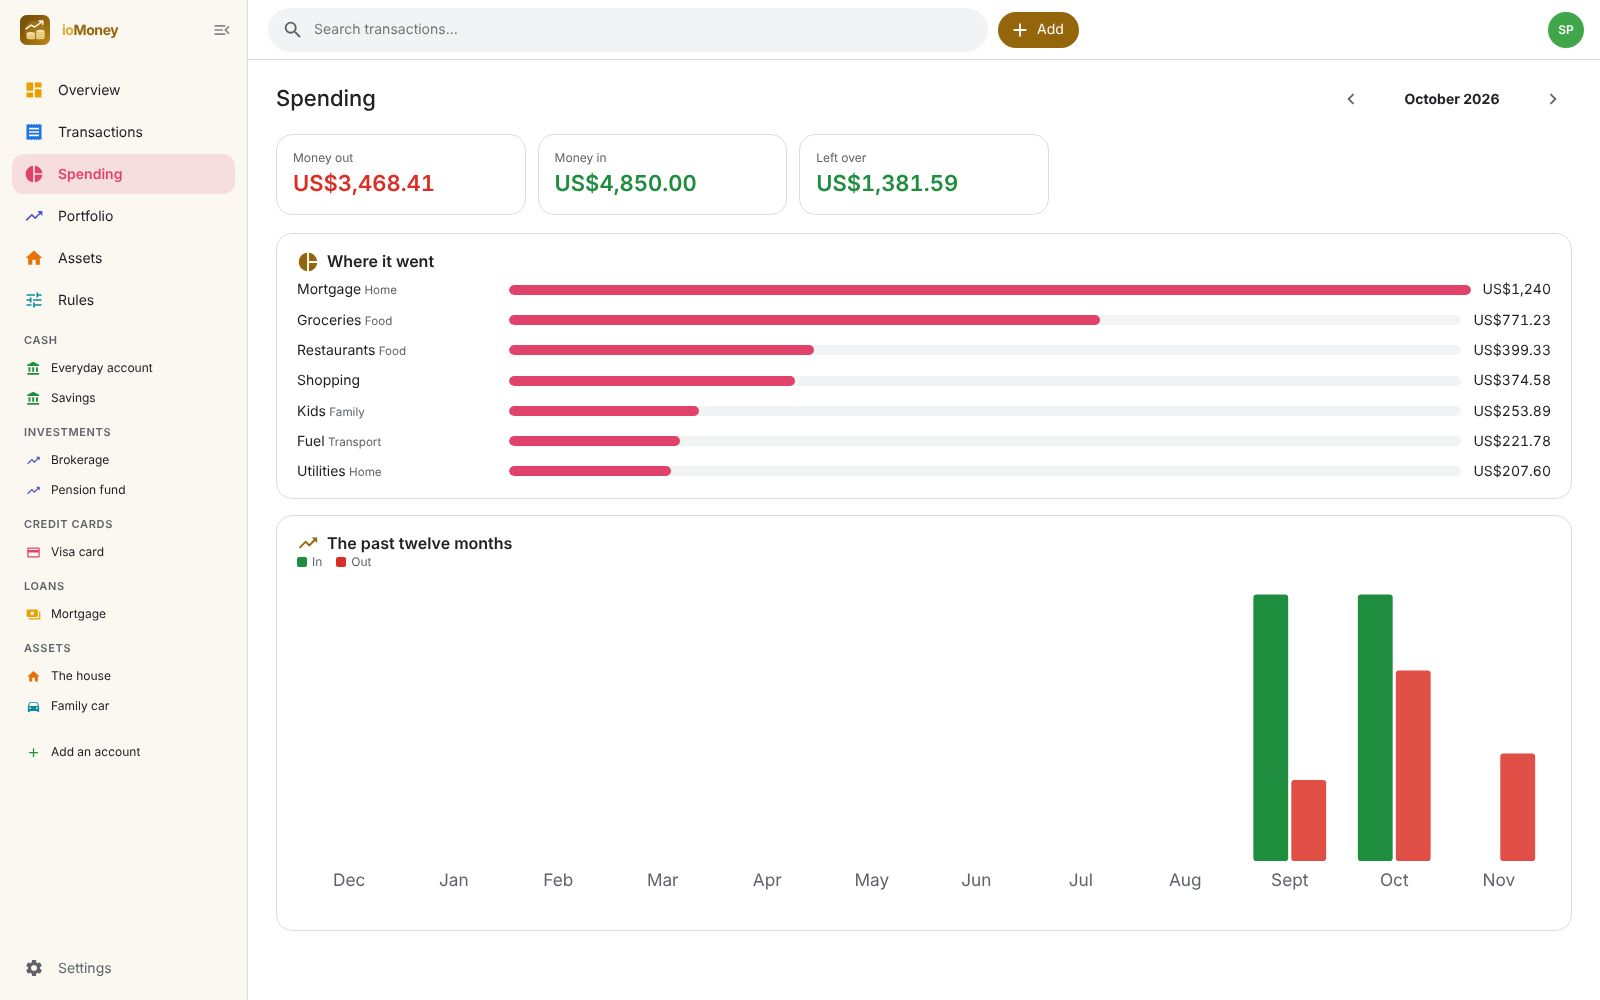 ioMoney
Search transactions...
Add
SP
Overview
Transactions
Spending
Portfolio
Assets
Rules
CASH
Everyday account
Savings
INVESTMENTS
Brokerage
Pension fund
CREDIT CARDS
Visa card
LOANS
Mortgage
ASSETS
The house
Family car
Add an account
Settings
Spending
October 2026
Money out
US$3,468.41
Money in
US$4,850.00
Left over
US$1,381.59
Where it went
Mortgage Home US$1,240
Groceries Food US$771.23
Restaurants Food US$399.33
Shopping US$374.58
Kids Family US$253.89
Fuel Transport US$221.78
Utilities Home US$207.60
The past twelve months
In Out
Dec Jan Feb Mar Apr May Jun Jul Aug Sept Oct Nov